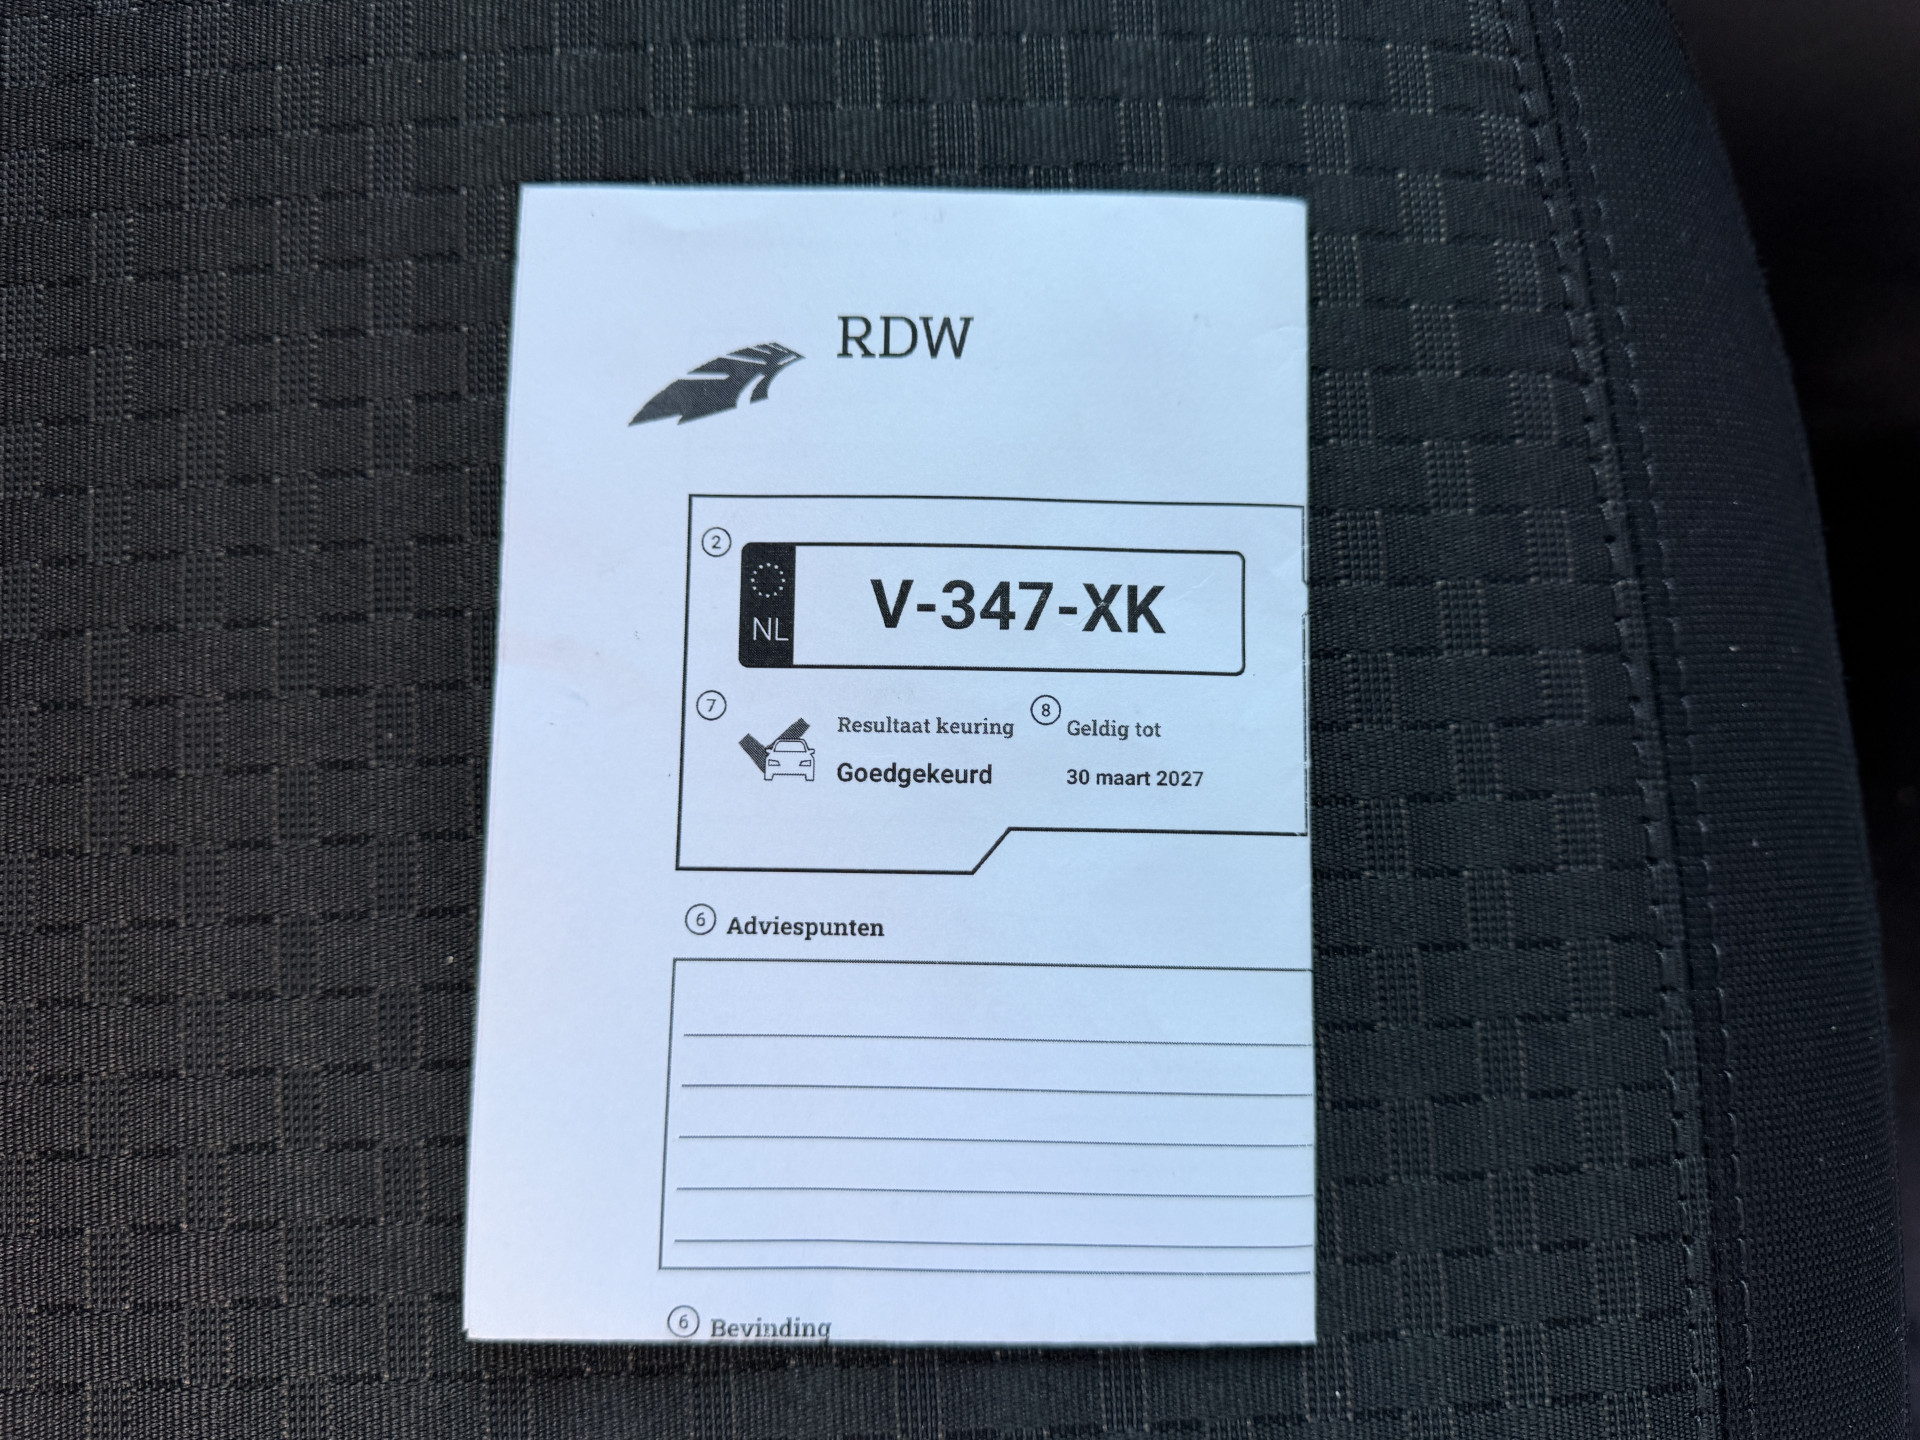 RDW
2
NL V-347-XK
7 Resultaat keuring 8 Geldig tot
Goedgekeurd 30 maart 2027
6 Adviespunten
6 Bevinding